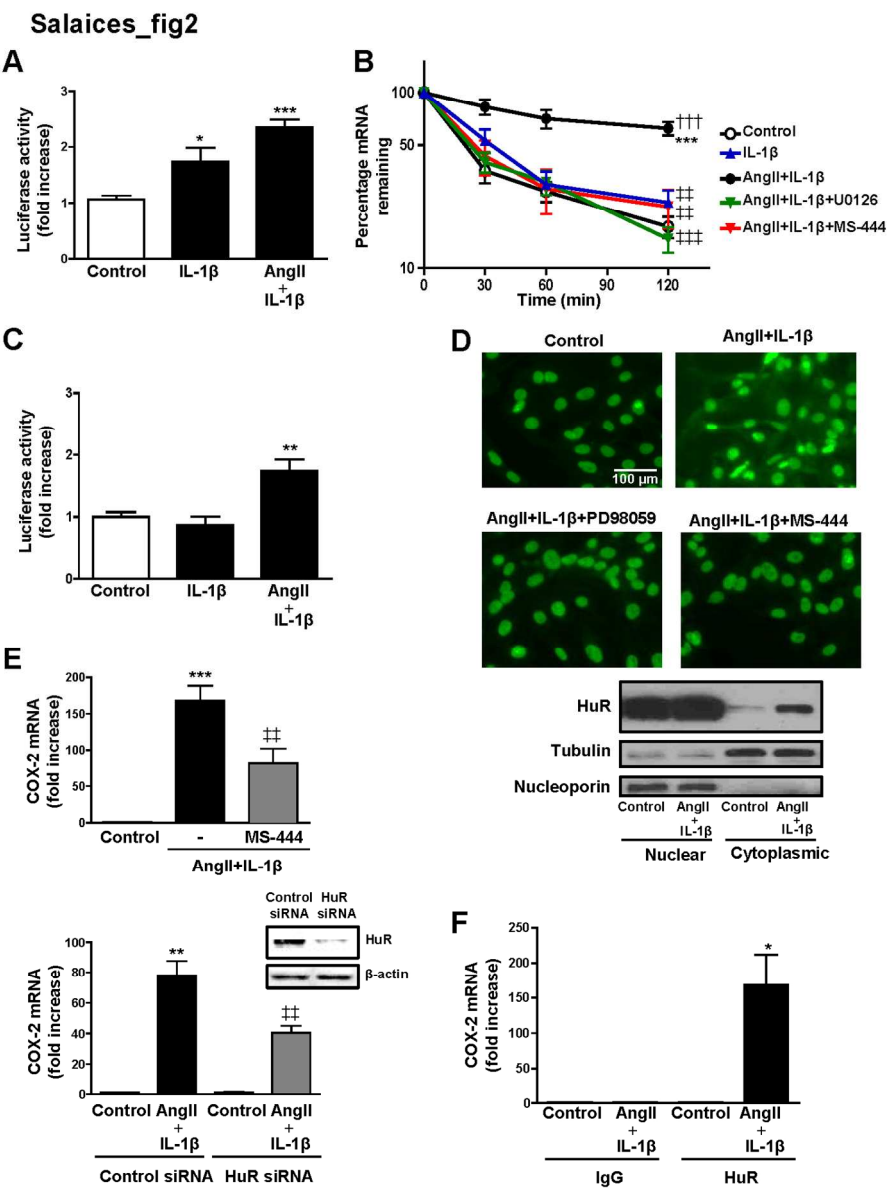 Salaices_fig2
A
Luciferase activity
(fold increase)
3
2
1
0
*
***
Control
IL-1β
AngII
+
IL-1β
B
Percentage mRNA
remaining
100
50
10
0
30
60
90
120
Time (min)
†††
***
‡‡
‡‡
‡‡‡
Control
IL-1β
AngII+IL-1β
AngII+IL-1β+U0126
AngII+IL-1β+MS-444
C
Luciferase activity
(fold increase)
3
2
1
0
**
Control
IL-1β
AngII
+
IL-1β
D
Control
AngII+IL-1β
100 µm
AngII+IL-1β+PD98059
AngII+IL-1β+MS-444
HuR
Tubulin
Nucleoporin
Control AngII Control AngII
+ +
IL-1β IL-1β
Nuclear Cytoplasmic
E
COX-2 mRNA
(fold increase)
200
150
100
50
0
***
‡‡
Control - MS-444
AngII+IL-1β
Control HuR
siRNA siRNA
HuR
β-actin
COX-2 mRNA
(fold increase)
100
80
60
40
20
0
**
‡‡
Control AngII Control AngII
+ +
IL-1β IL-1β
Control siRNA HuR siRNA
F
COX-2 mRNA
(fold increase)
250
200
150
100
50
0
*
Control AngII Control AngII
+ +
IL-1β IL-1β
IgG HuR